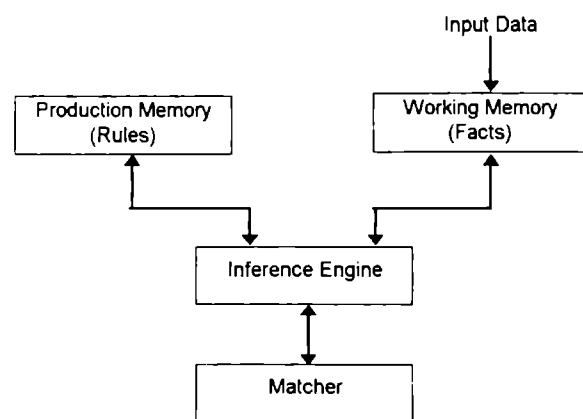 Input Data
Production Memory
(Rules)
Working Memory
(Facts)
Inference Engine
Matcher